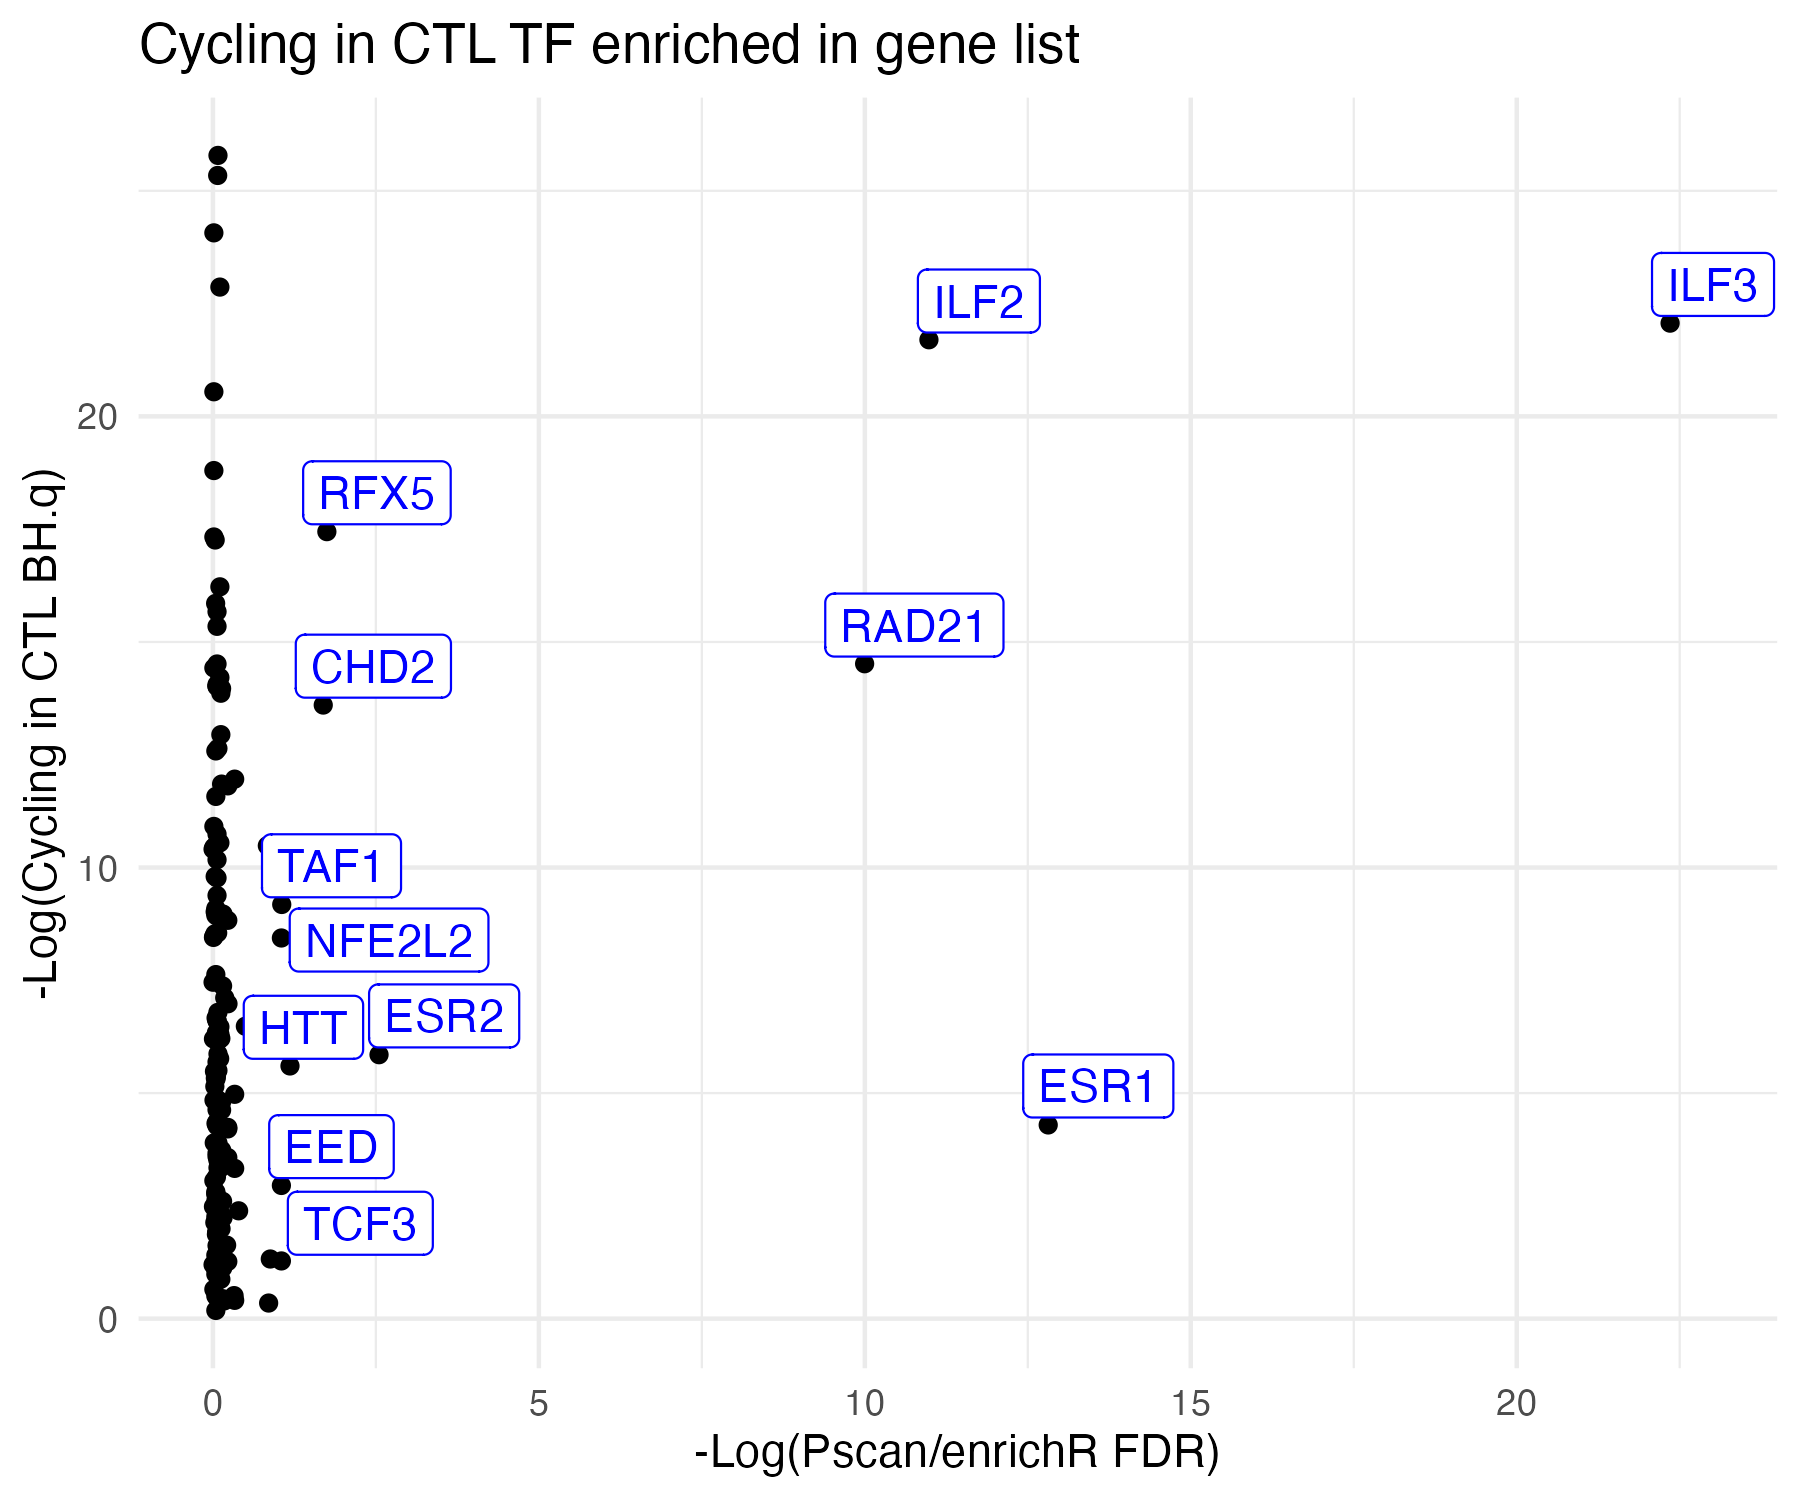 Cycling in CTL TF enriched in gene list
-Log(Cycling in CTL BH.q)
20
10
0
ILF3
ILF2
RFX5
RAD21
CHD2
TAF1
NFE2L2
ESR2
HTT
ESR1
EED
TCF3
0 5 10 15 20
-Log(Pscan/enrichR FDR)